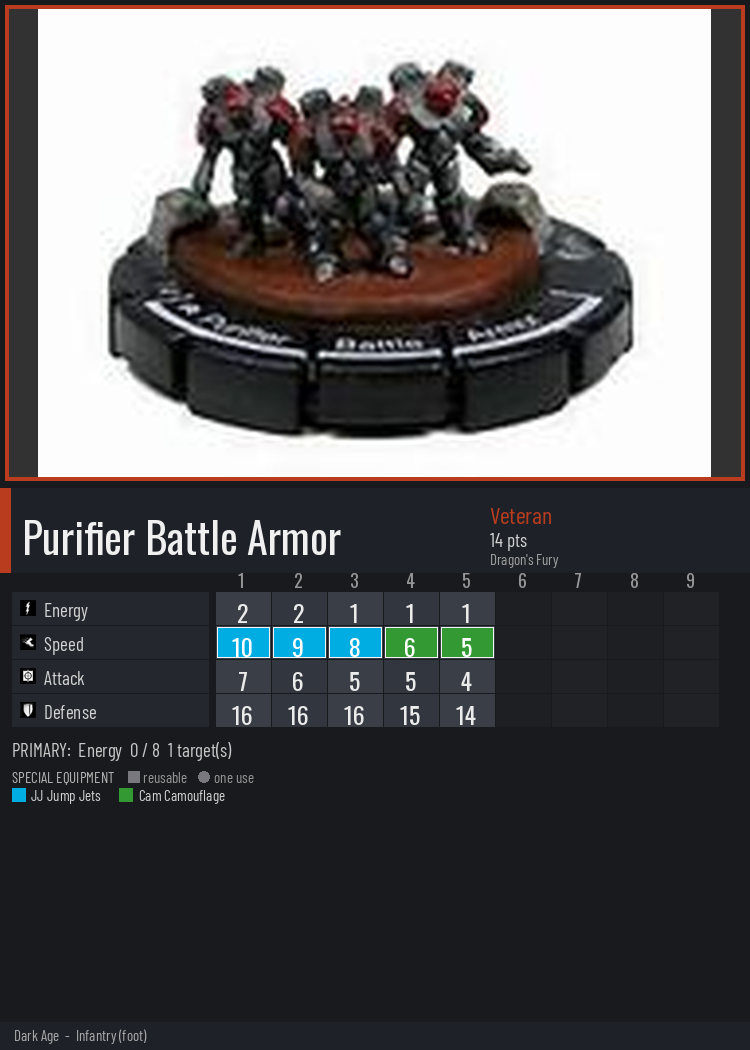 Purifier Battle Armor
Purifier Battle Armor
Veteran
14 pts
Dragon's Fury
1 2 3 4 5 6 7 8 9
Energy 2 2 1 1 1
Speed 10 9 8 6 5
Attack 7 6 5 5 4
Defense 16 16 16 15 14
PRIMARY: Energy 0 / 8 1 target(s)
SPECIAL EQUIPMENT reusable one use
JJ Jump Jets Cam Camouflage
Dark Age - Infantry (foot)